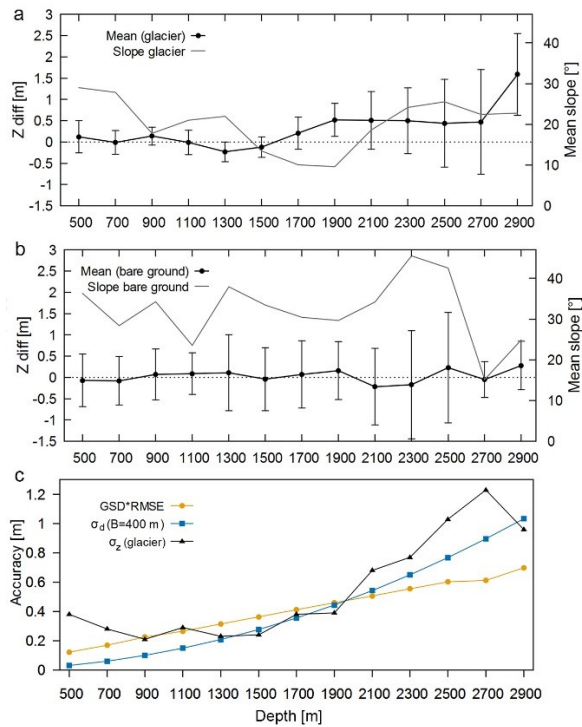 a
3
2.5
2
1.5
1
0.5
0
-0.5
-1
-1.5
Z diff [m]
Mean (glacier)
Slope glacier
40
30
20
10
0
Mean slope [°]
500 700 900 1100 1300 1500 1700 1900 2100 2300 2500 2700 2900
b
3
2.5
2
1.5
1
0.5
0
-0.5
-1
-1.5
Z diff [m]
Mean (bare ground)
Slope bare ground
40
30
20
10
0
Mean slope [°]
500 700 900 1100 1300 1500 1700 1900 2100 2300 2500 2700 2900
c
1.2
1
0.8
0.6
0.4
0.2
0
Accuracy [m]
GSD*RMSE
σd (B=400 m)
σz (glacier)
500 700 900 1100 1300 1500 1700 1900 2100 2300 2500 2700 2900
Depth [m]